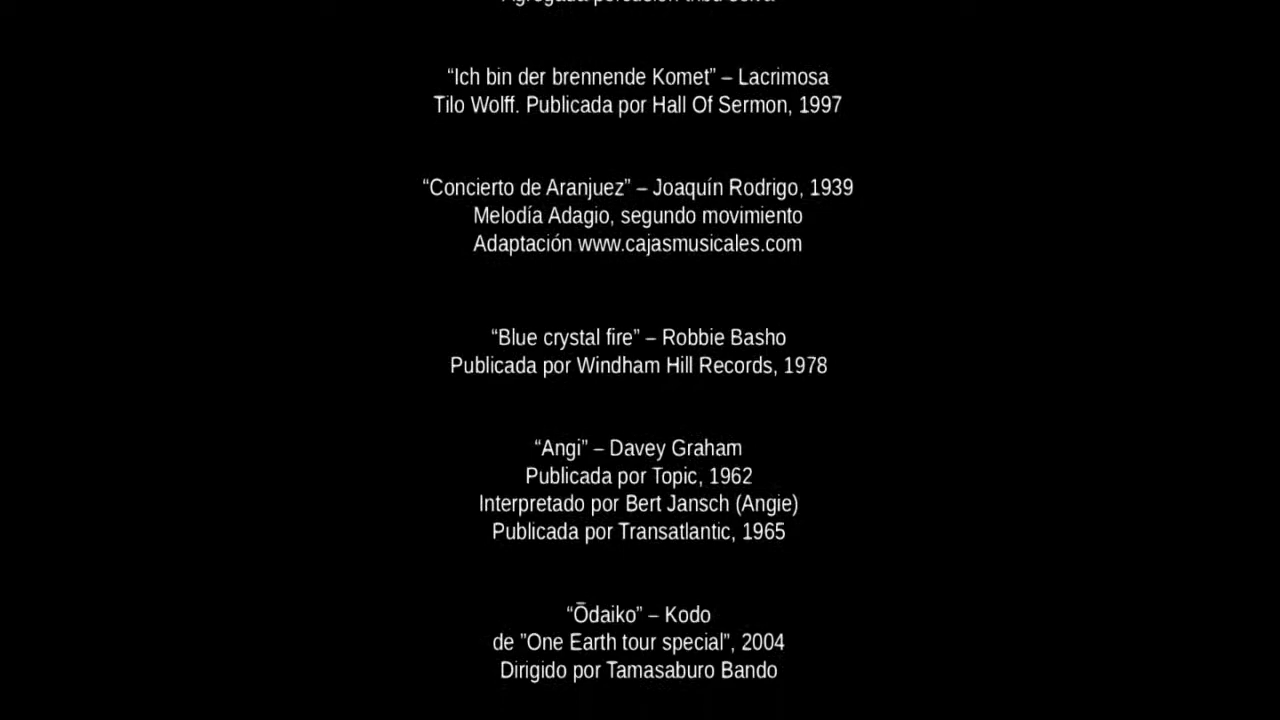 “Ich bin der brennende Komet” – Lacrimosa
Tilo Wolff. Publicada por Hall Of Sermon, 1997
“Concierto de Aranjuez” – Joaquín Rodrigo, 1939
Melodía Adagio, segundo movimiento
Adaptación www.cajasmusicales.com
“Blue crystal fire” – Robbie Basho
Publicada por Windham Hill Records, 1978
“Angi” – Davey Graham
Publicada por Topic, 1962
Interpretado por Bert Jansch (Angie)
Publicada por Transatlantic, 1965
“Ōdaiko” – Kodo
de ”One Earth tour special”, 2004
Dirigido por Tamasaburo Bando